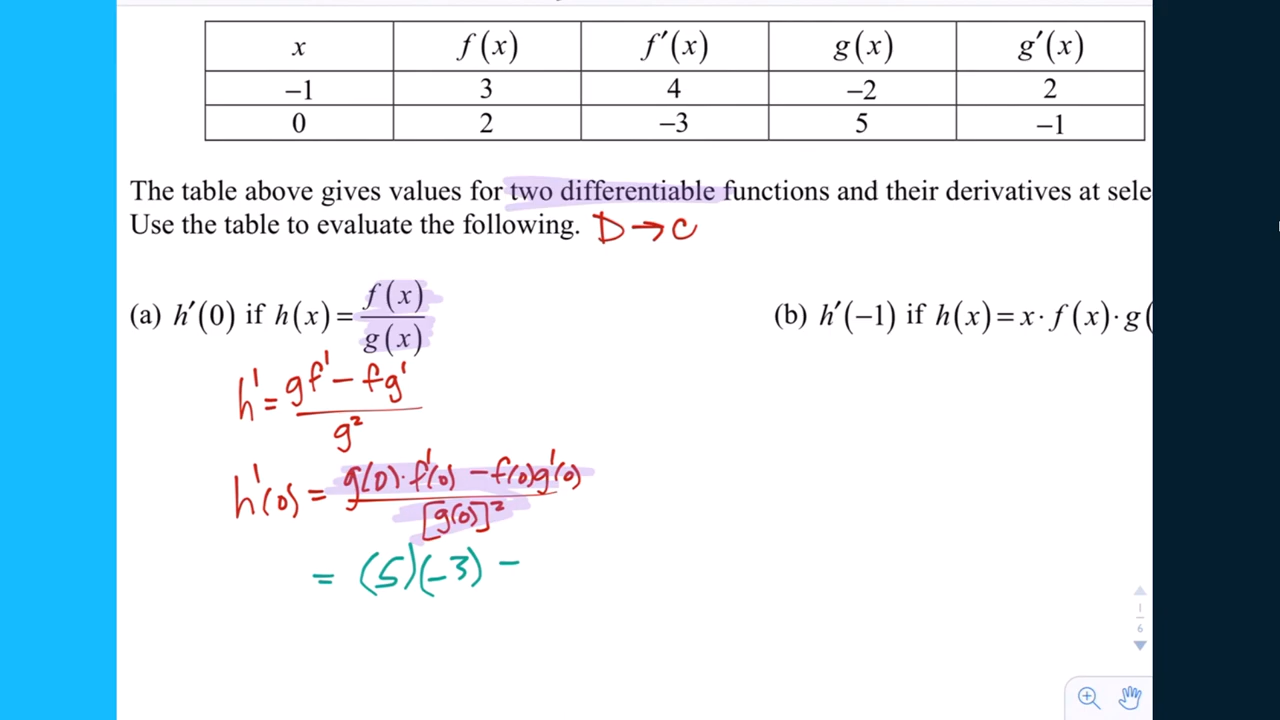 x f(x) f′(x) g(x) g′(x)
−1 3 4 −2 2
0 2 −3 5 −1
The table above gives values for two differentiable functions and their derivatives at sele
Use the table to evaluate the following. D → C
(a) h′(0) if h(x) = f(x)/g(x)
(b) h′(−1) if h(x) = x · f(x) · g(
h' = gf' − fg' / g²
h'(0) = g(0)·f'(0) − f(0)g'(0) / [g(0)]²
= (5)(−3) −
1
6